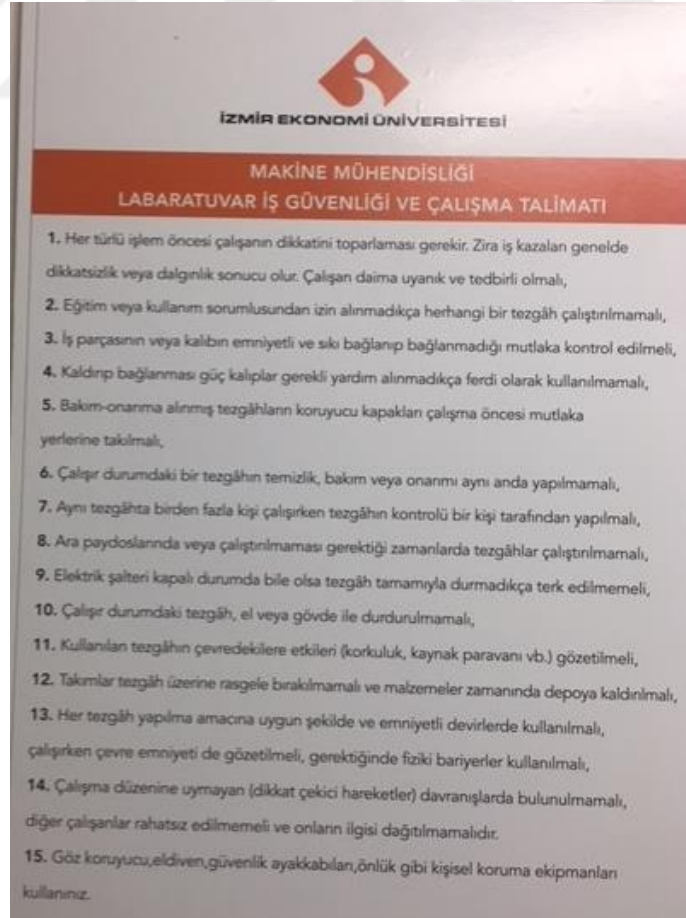 İZMİR EKONOMİ ÜNİVERSİTESİ
MAKİNE MÜHENDİSLİĞİ
LABARATUVAR İŞ GÜVENLİĞİ VE ÇALIŞMA TALİMATI
1. Her türlü işlem öncesi çalışanın dikkatini toparlaması gerekir. Zira iş kazaları genelde
dikkatsizlik veya dalgınlık sonucu olur. Çalışan daima uyanık ve tedbirli olmalı,
2. Eğitim veya kullanım sorumlusundan izin alınmadıkça herhangi bir tezgâh çalıştırılmamalı,
3. İş parçasının veya kalıbın emniyetli ve sıkı bağlanıp bağlanmadığı mutlaka kontrol edilmeli,
4. Kaldırıp bağlanması güç kalıplar gerekli yardım alınmadıkça ferdi olarak kullanılmamalı,
5. Bakım-onarıma alınmış tezgâhların koruyucu kapakları çalışma öncesi mutlaka
yerlerine takılmalı,
6. Çalışır durumdaki bir tezgâhın temizlik, bakım veya onarımı aynı anda yapılmamalı,
7. Aynı tezgâhta birden fazla kişi çalışırken tezgâhın kontrolü bir kişi tarafından yapılmalı,
8. Ara paydoslarında veya çalıştırılmaması gerektiği zamanlarda tezgâhlar çalıştırılmamalı,
9. Elektrik şalteri kapalı durumda bile olsa tezgâh tamamıyla durmadıkça terk edilmemeli,
10. Çalışır durumdaki tezgâh, el veya gövde ile durdurulmamalı,
11. Kullanılan tezgâhın çevredekilere etkileri (korkuluk, kaynak paravanı vb.) gözetilmeli,
12. Takımlar tezgâh üzerine rasgele bırakılmamalı ve malzemeler zamanında depoya kaldırılmalı,
13. Her tezgâh yapılma amacına uygun şekilde ve emniyetli devirlerde kullanılmalı,
çalışırken çevre emniyeti de gözetilmeli, gerektiğinde fiziki bariyerler kullanılmalı,
14. Çalışma düzenine uymayan (dikkat çekici hareketler) davranışlarda bulunulmamalı,
diğer çalışanlar rahatsız edilmemeli ve onların ilgisi dağıtılmamalıdır.
15. Göz koruyucu,eldiven,güvenlik ayakkabıları,önlük gibi kişisel koruma ekipmanları
kullanınız.